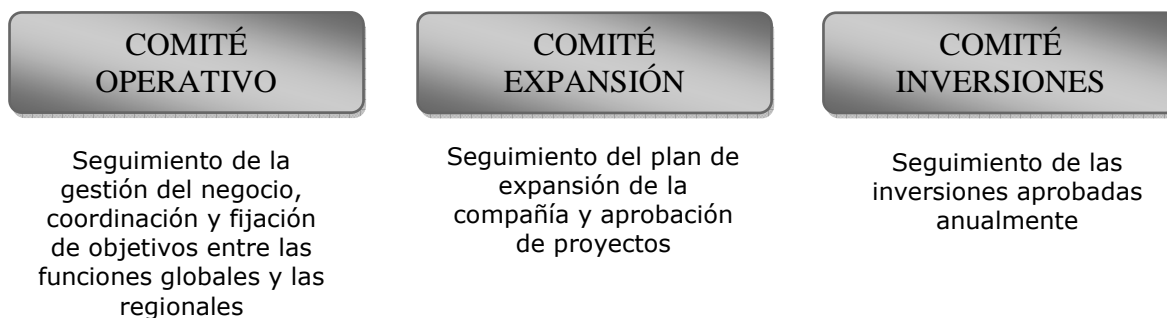 COMITÉ
OPERATIVO
Seguimiento de la
gestión del negocio,
coordinación y fijación
de objetivos entre las
funciones globales y las
regionales
COMITÉ
EXPANSIÓN
Seguimiento del plan de
expansión de la
compañía y aprobación
de proyectos
COMITÉ
INVERSIONES
Seguimiento de las
inversiones aprobadas
anualmente